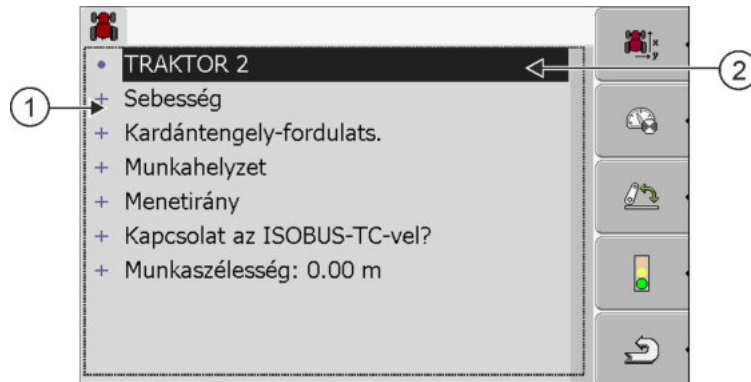 TRAKTOR 2
Sebesség
Kardántengely-fordulats.
Munkahelyzet
Menetirány
Kapcsolat az ISOBUS-TC-vel?
Munkaszélesség: 0.00 m
1
2
x
y